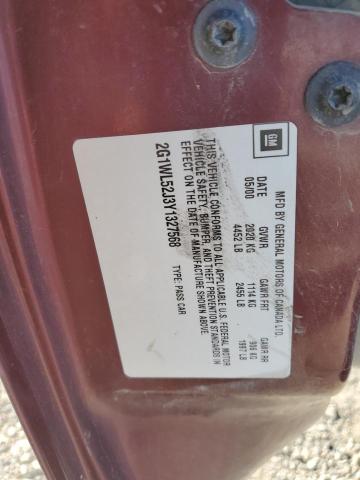 GM
MFD BY GENERAL MOTORS OF CANADA LTD.
DATE GVWR GAWR FRT GAWR RR
05/00 2020 KG 1114 KG 906 KG
4452 LB 2455 LB 1997 LB
THIS VEHICLE CONFORMS TO ALL APPLICABLE U.S. FEDERAL MOTOR
VEHICLE SAFETY, BUMPER, AND THEFT PREVENTION STANDARDS IN
EFFECT ON THE DATE OF MANUFACTURE SHOWN ABOVE.
2G1WL52J3Y1327568 TYPE: PASS CAR